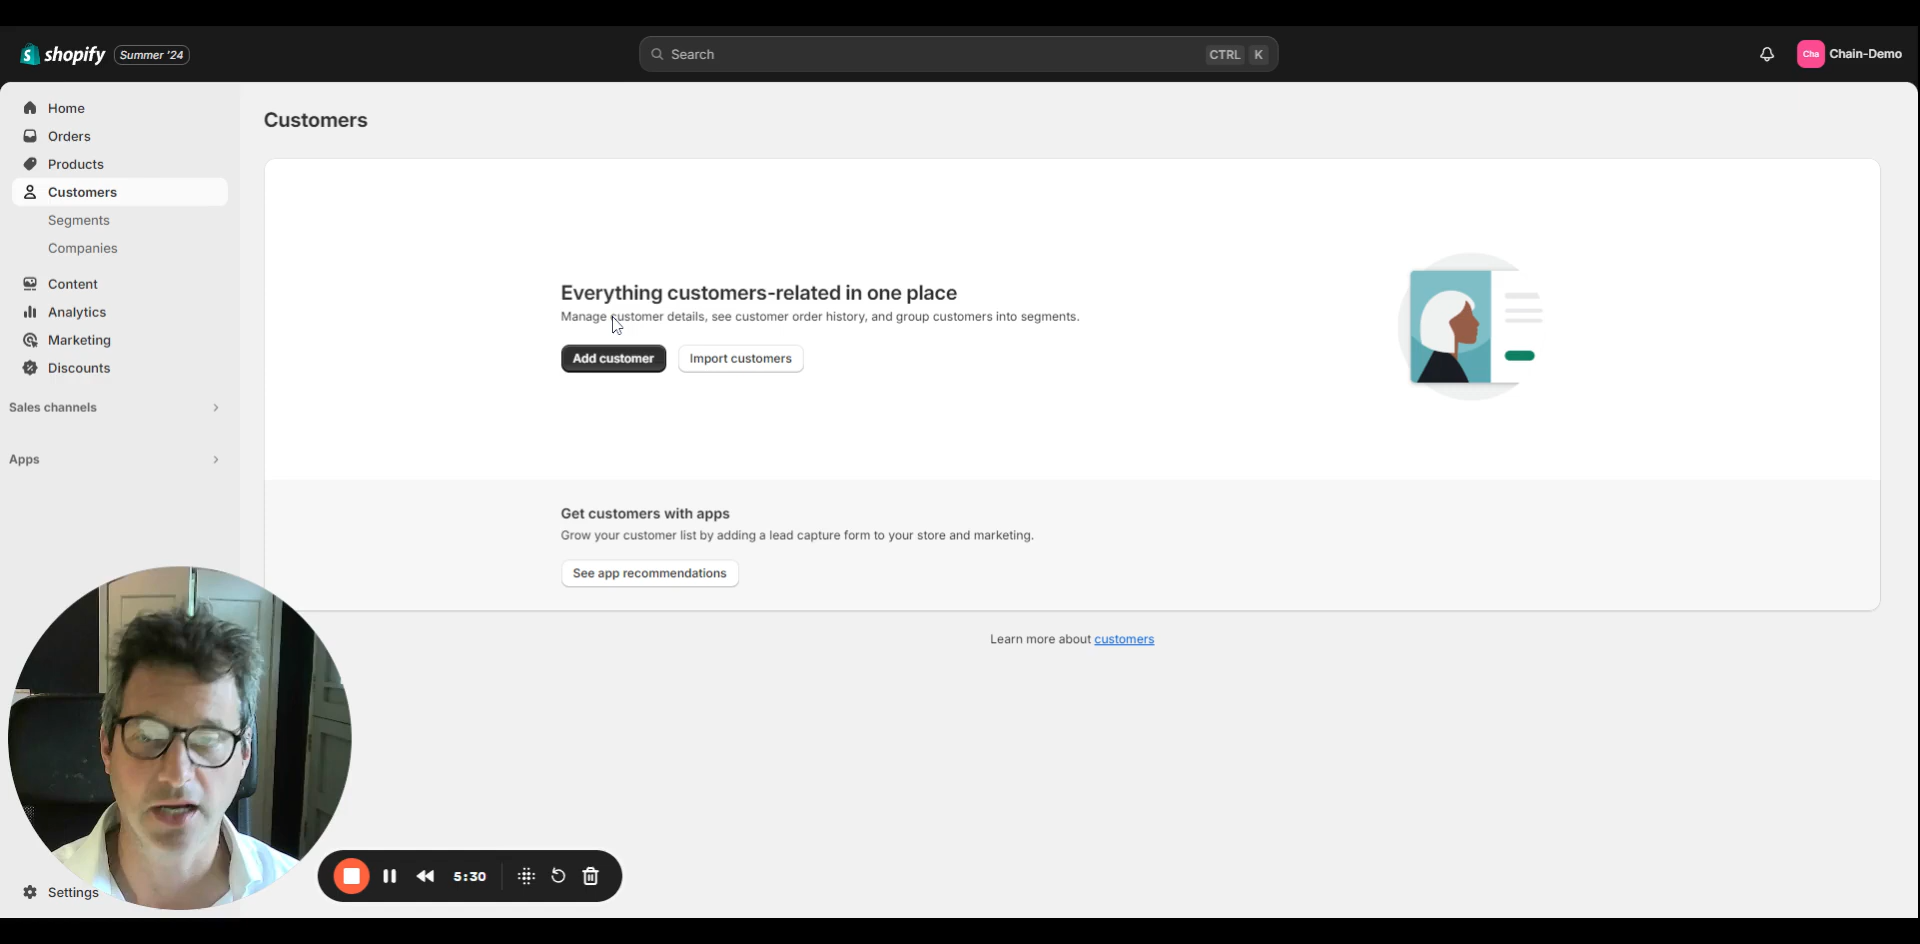 shopify Summer '24
Search CTRL K
Cha Chain-Demo
Home
Orders
Products
Customers
Segments
Companies
Content
Analytics
Marketing
Discounts
Sales channels
Apps
Settings
Customers
Everything customers-related in one place
Manage customer details, see customer order history, and group customers into segments.
Add customer Import customers
Get customers with apps
Grow your customer list by adding a lead capture form to your store and marketing.
See app recommendations
Learn more about customers
5:30